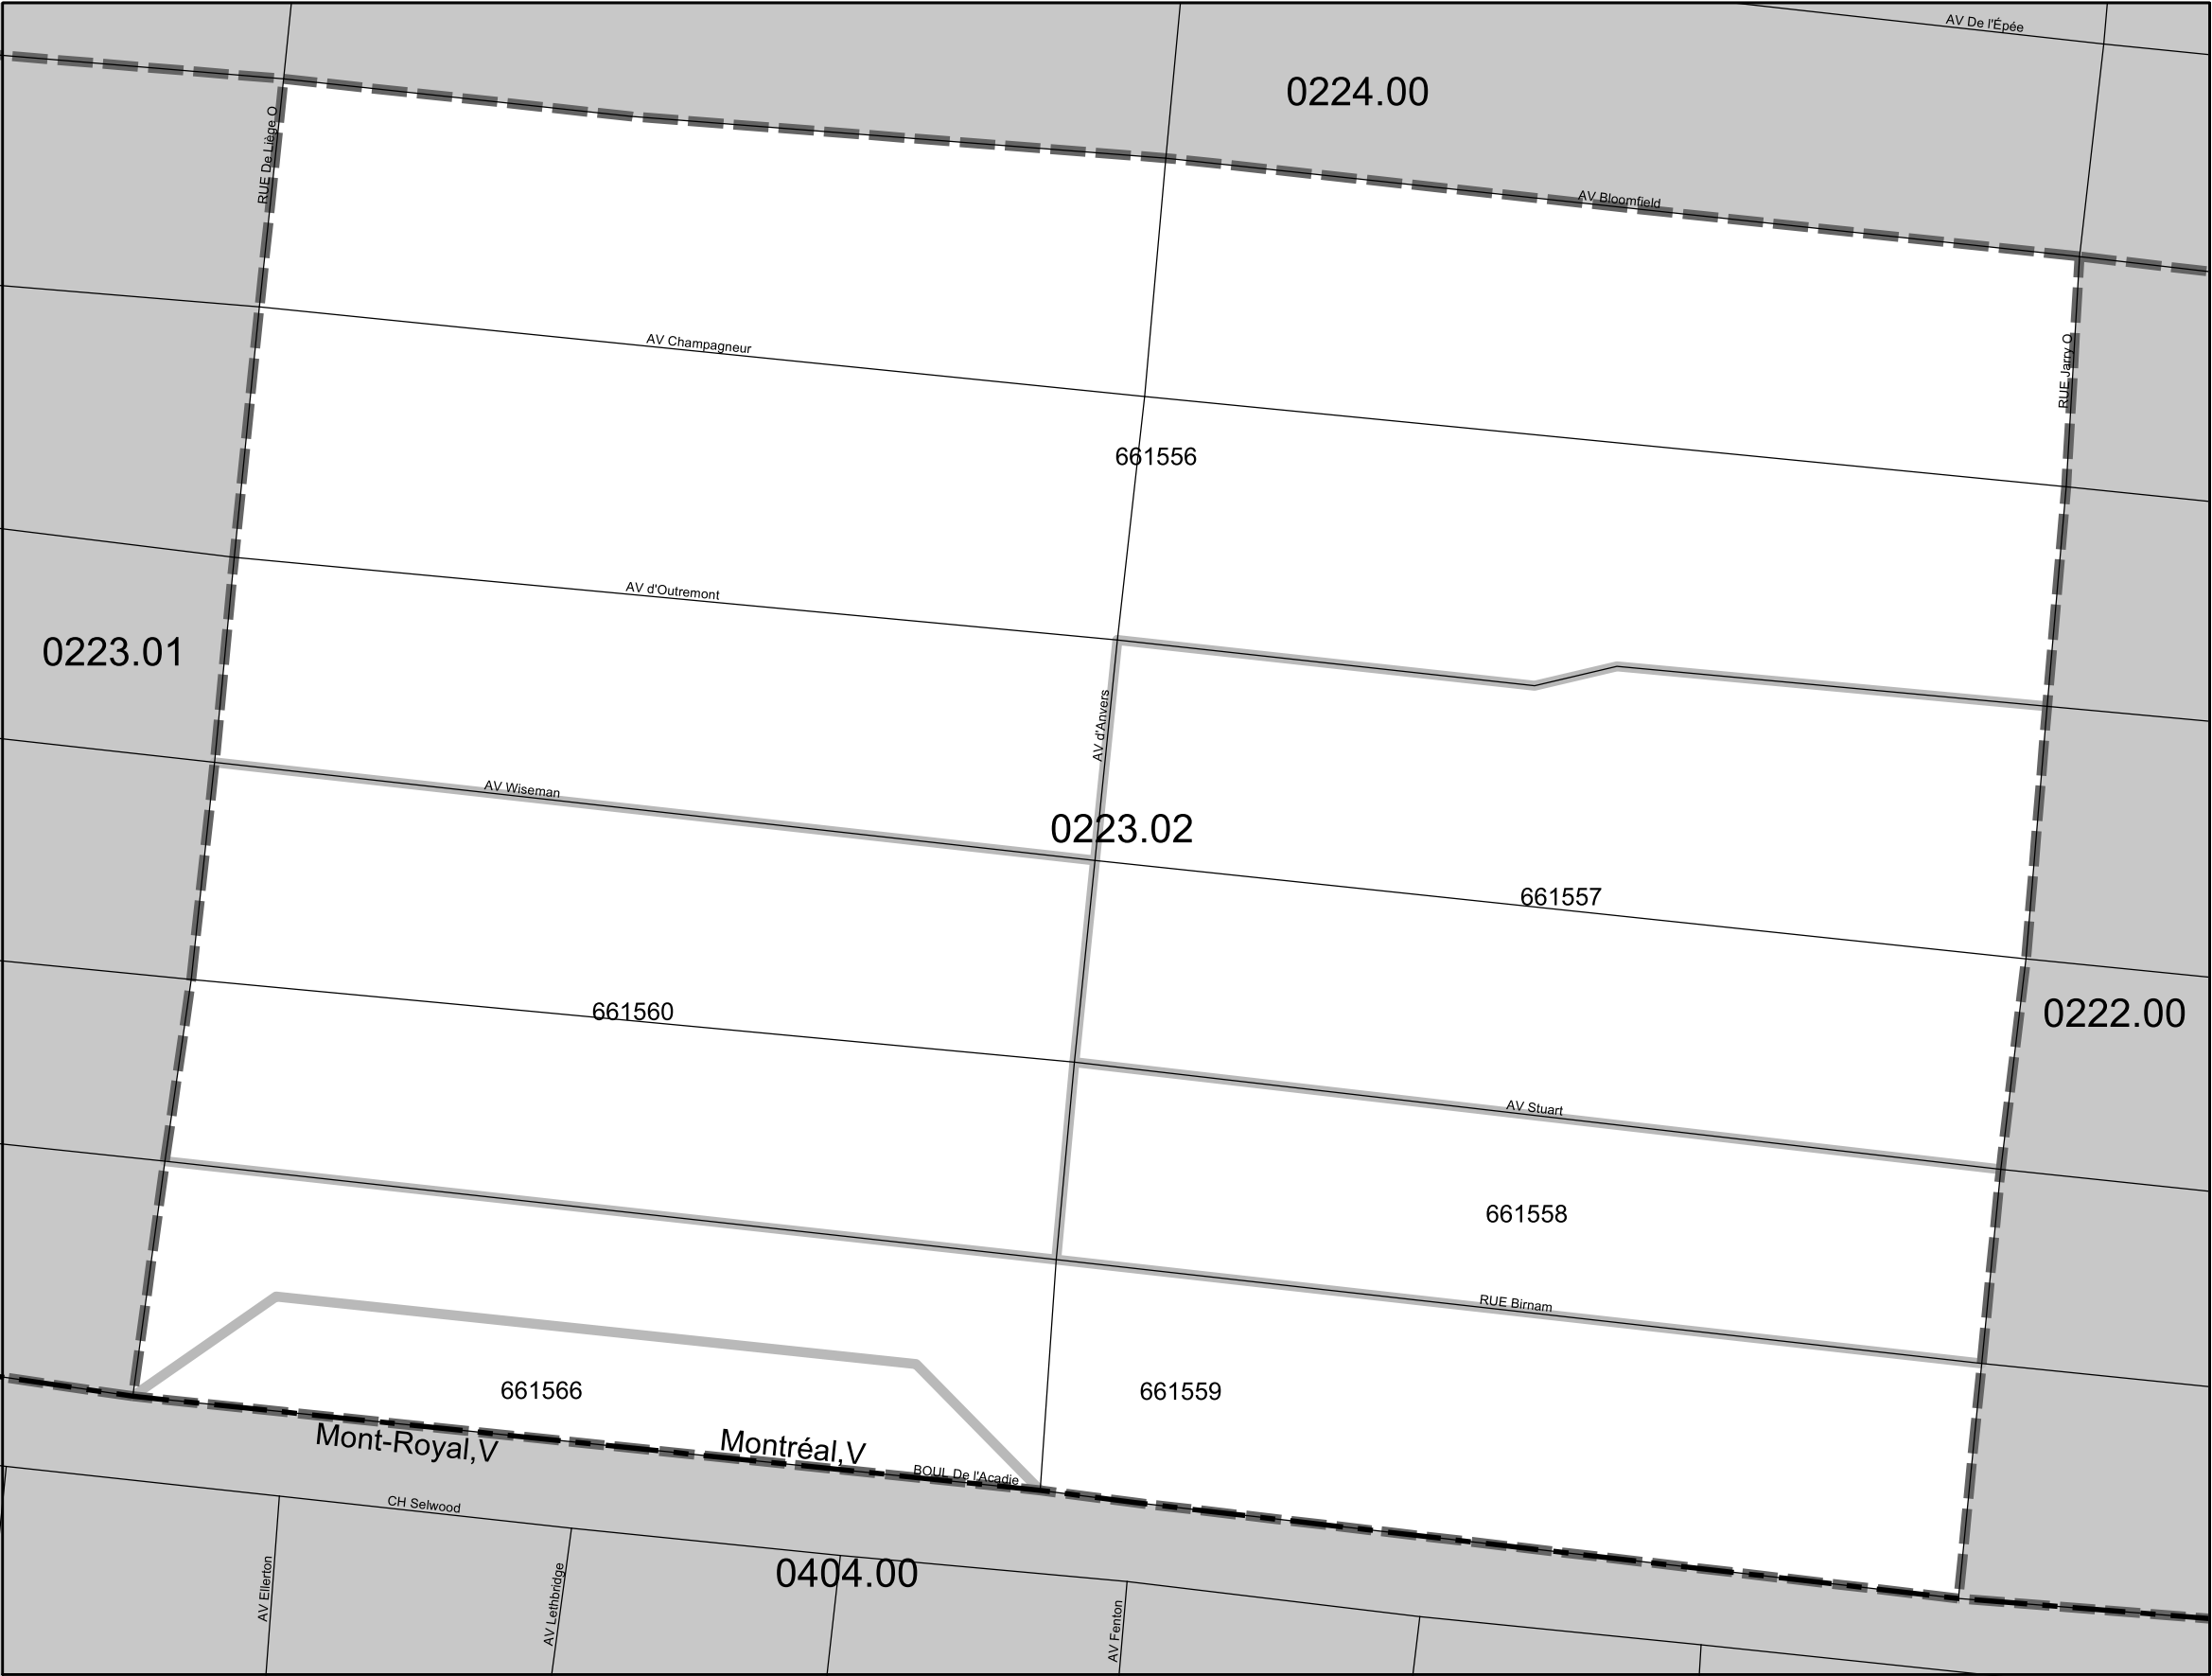 AV De l'Épée
0224.00
RUE De Liège O
AV Bloomfield
AV Champagneur
RUE Jarry O
661556
AV d'Outremont
0223.01
AV d'Anvers
AV Wiseman
0223.02
661557
661560
0222.00
AV Stuart
661558
RUE Birnam
661566
661559
Mont-Royal,V
Montréal,V
BOUL De l'Acadie
CH Selwood
0404.00
AV Ellerton
AV Lethbridge
AV Fenton